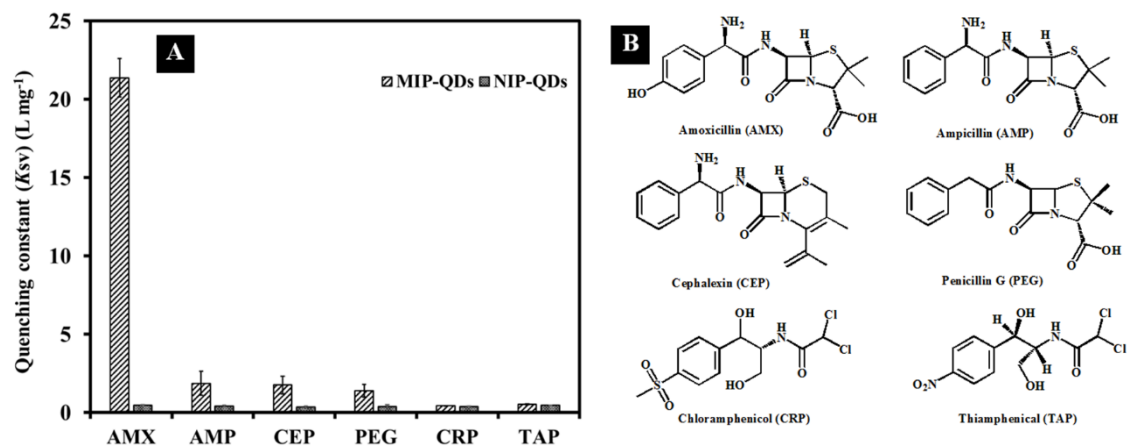 A
Quenching constant (Ksv) (L mg⁻¹)
25
20
15
10
5
0
MIP-QDs NIP-QDs
AMX AMP CEP PEG CRP TAP
B
NH₂
H
N
H
S
O
N
HO
O
O
OH
Amoxicillin (AMX)
NH₂
H
N
H
S
O
N
O
O
OH
Ampicillin (AMP)
NH₂
H
N
H
S
O
N
O
Cephalexin (CEP)
H
N
S
O
N
O
O
OH
Penicillin G (PEG)
OH
H
N
Cl
Cl
O
HO
O
S
O
Chloramphenicol (CRP)
H
OH
H
N
Cl
Cl
O
H
OH
NO₂
Thiamphenical (TAP)